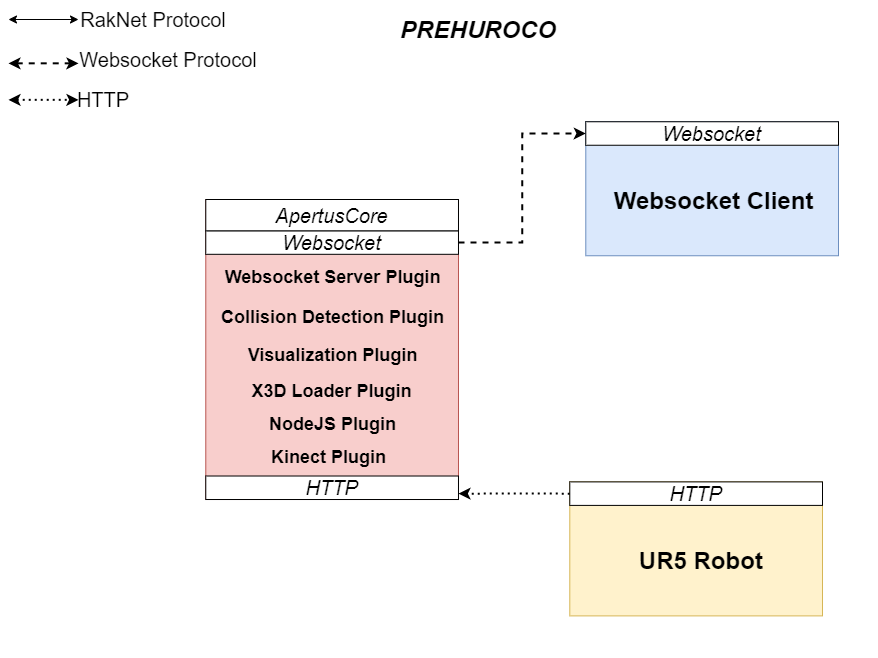 RakNet Protocol
PREHUROCO
Websocket Protocol
HTTP
Websocket
Websocket Client
ApertusCore
Websocket
Websocket Server Plugin
Collision Detection Plugin
Visualization Plugin
X3D Loader Plugin
NodeJS Plugin
Kinect Plugin
HTTP
HTTP
UR5 Robot